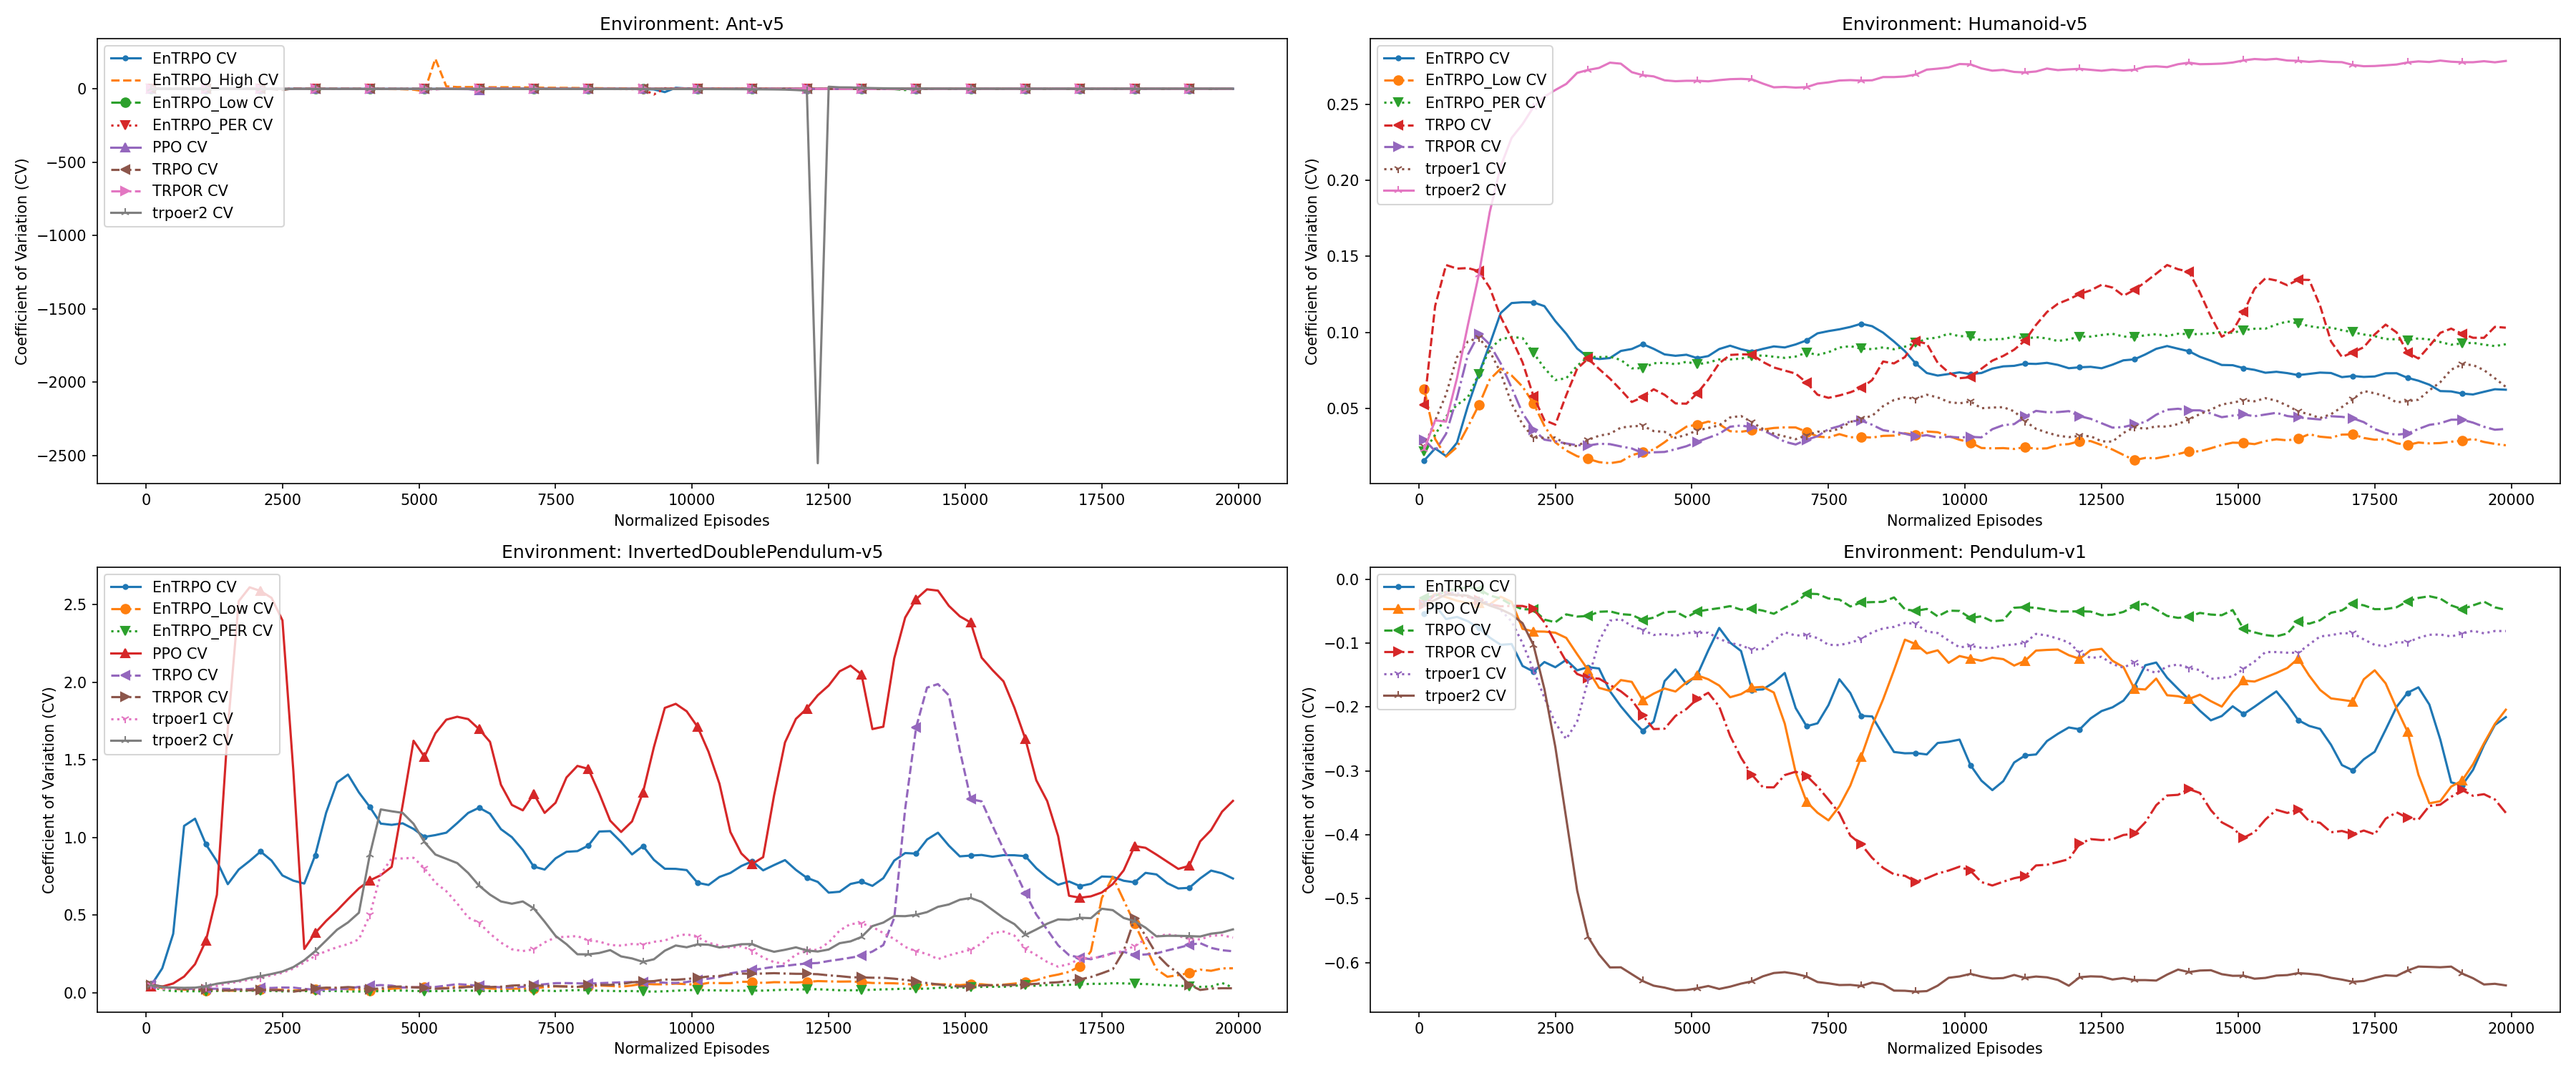 Environment: Ant-v5
Coefficient of Variation (CV)
0
−500
−1000
−1500
−2000
−2500
EnTRPO CV
EnTRPO_High CV
EnTRPO_Low CV
EnTRPO_PER CV
PPO CV
TRPO CV
TRPOR CV
trpoer2 CV
0 2500 5000 7500 10000 12500 15000 17500 20000
Normalized Episodes
Environment: Humanoid-v5
Coefficient of Variation (CV)
0.25
0.20
0.15
0.10
0.05
EnTRPO CV
EnTRPO_Low CV
EnTRPO_PER CV
TRPO CV
TRPOR CV
trpoer1 CV
trpoer2 CV
0 2500 5000 7500 10000 12500 15000 17500 20000
Normalized Episodes
Environment: InvertedDoublePendulum-v5
Coefficient of Variation (CV)
2.5
2.0
1.5
1.0
0.5
0.0
EnTRPO CV
EnTRPO_Low CV
EnTRPO_PER CV
PPO CV
TRPO CV
TRPOR CV
trpoer1 CV
trpoer2 CV
0 2500 5000 7500 10000 12500 15000 17500 20000
Normalized Episodes
Environment: Pendulum-v1
Coefficient of Variation (CV)
0.0
−0.1
−0.2
−0.3
−0.4
−0.5
−0.6
EnTRPO CV
PPO CV
TRPO CV
TRPOR CV
trpoer1 CV
trpoer2 CV
0 2500 5000 7500 10000 12500 15000 17500 20000
Normalized Episodes